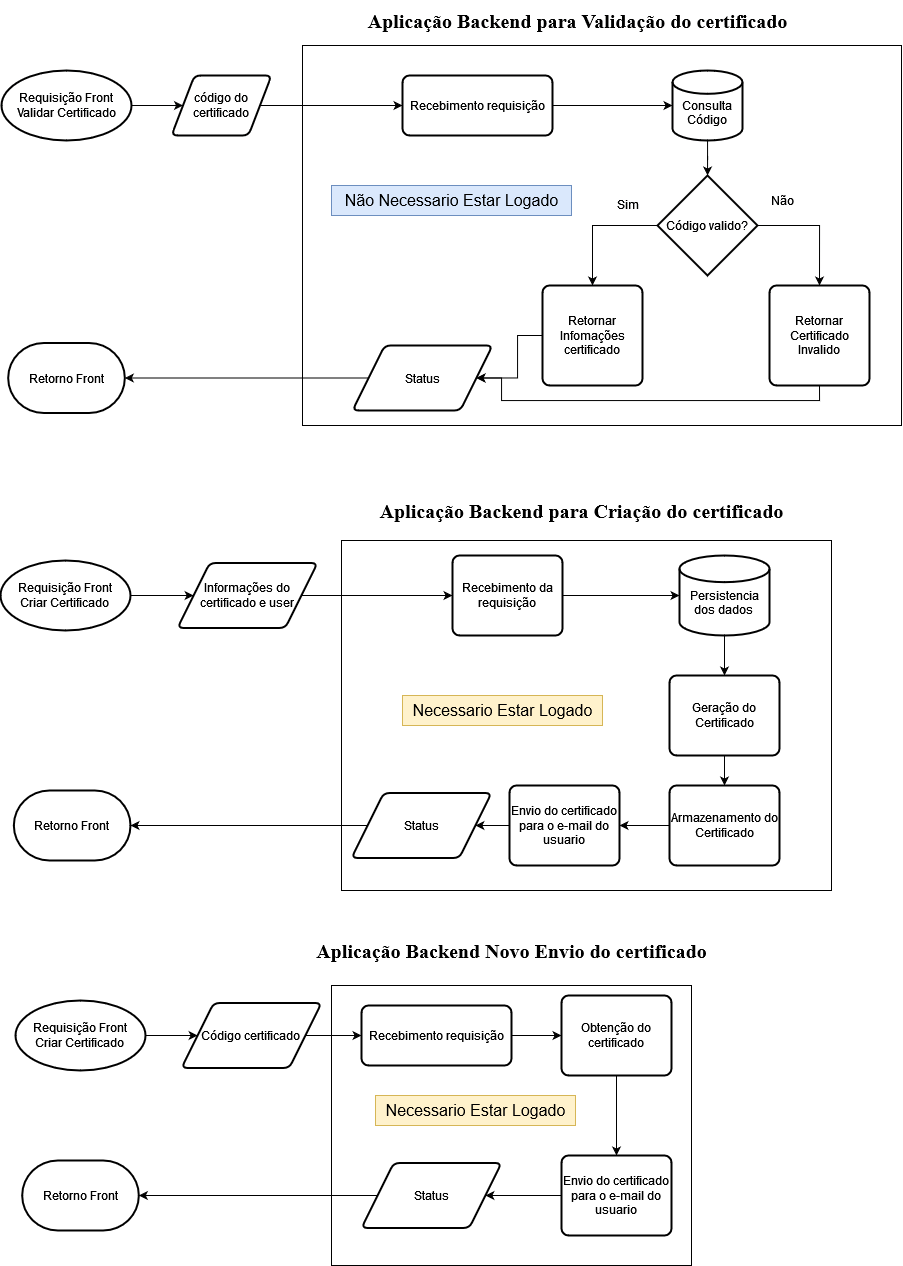 Aplicação Backend para Validação do certificado
Requisição Front
Validar Certificado
código do
certificado
Recebimento requisição
Consulta
Código
Não Necessario Estar Logado
Sim
Não
Código valido?
Retornar
Infomações
certificado
Retornar
Certificado
Invalido
Retorno Front
Status
Aplicação Backend para Criação do certificado
Requisição Front
Criar Certificado
Informações do
certificado e user
Recebimento da
requisição
Persistencia
dos dados
Necessario Estar Logado
Geração do
Certificado
Retorno Front
Status
Envio do certificado
para o e-mail do
usuario
Armazenamento do
Certificado
Aplicação Backend Novo Envio do certificado
Requisição Front
Criar Certificado
Código certificado
Recebimento requisição
Obtenção do
certificado
Necessario Estar Logado
Retorno Front
Status
Envio do certificado
para o e-mail do
usuario